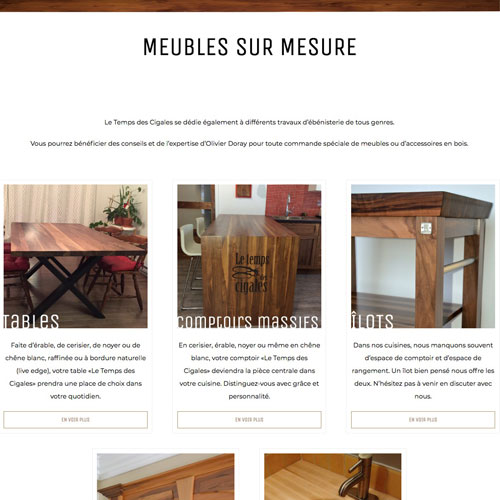 MEUBLES SUR MESURE
Le Temps des Cigales se dédie également à différents travaux d'ébénisterie de tous genres.
Vous pourrez bénéficier des conseils et de l'expertise d'Olivier Doray pour toute commande spéciale de meubles ou d'accessoires en bois.
Tables
Faite d'érable, de cerisier, de noyer ou de
chêne blanc, raffinée ou à bordure naturelle
(live edge), votre table «Le Temps des
Cigales» prendra une place de choix dans
votre quotidien.
EN VOIR PLUS
Le temps
des
cigales
comptoirs massifs
En cerisier, érable, noyer ou même en chêne
blanc, votre comptoir «Le Temps des
Cigales» deviendra la pièce centrale dans
votre cuisine. Distinguez-vous avec grâce et
personnalité.
EN VOIR PLUS
Îlots
Dans nos cuisines, nous manquons souvent
d'espace de comptoir et d'espace de
rangement. Un îlot bien pensé nous offre les
deux. N'hésitez pas à venir en discuter avec
nous.
EN VOIR PLUS